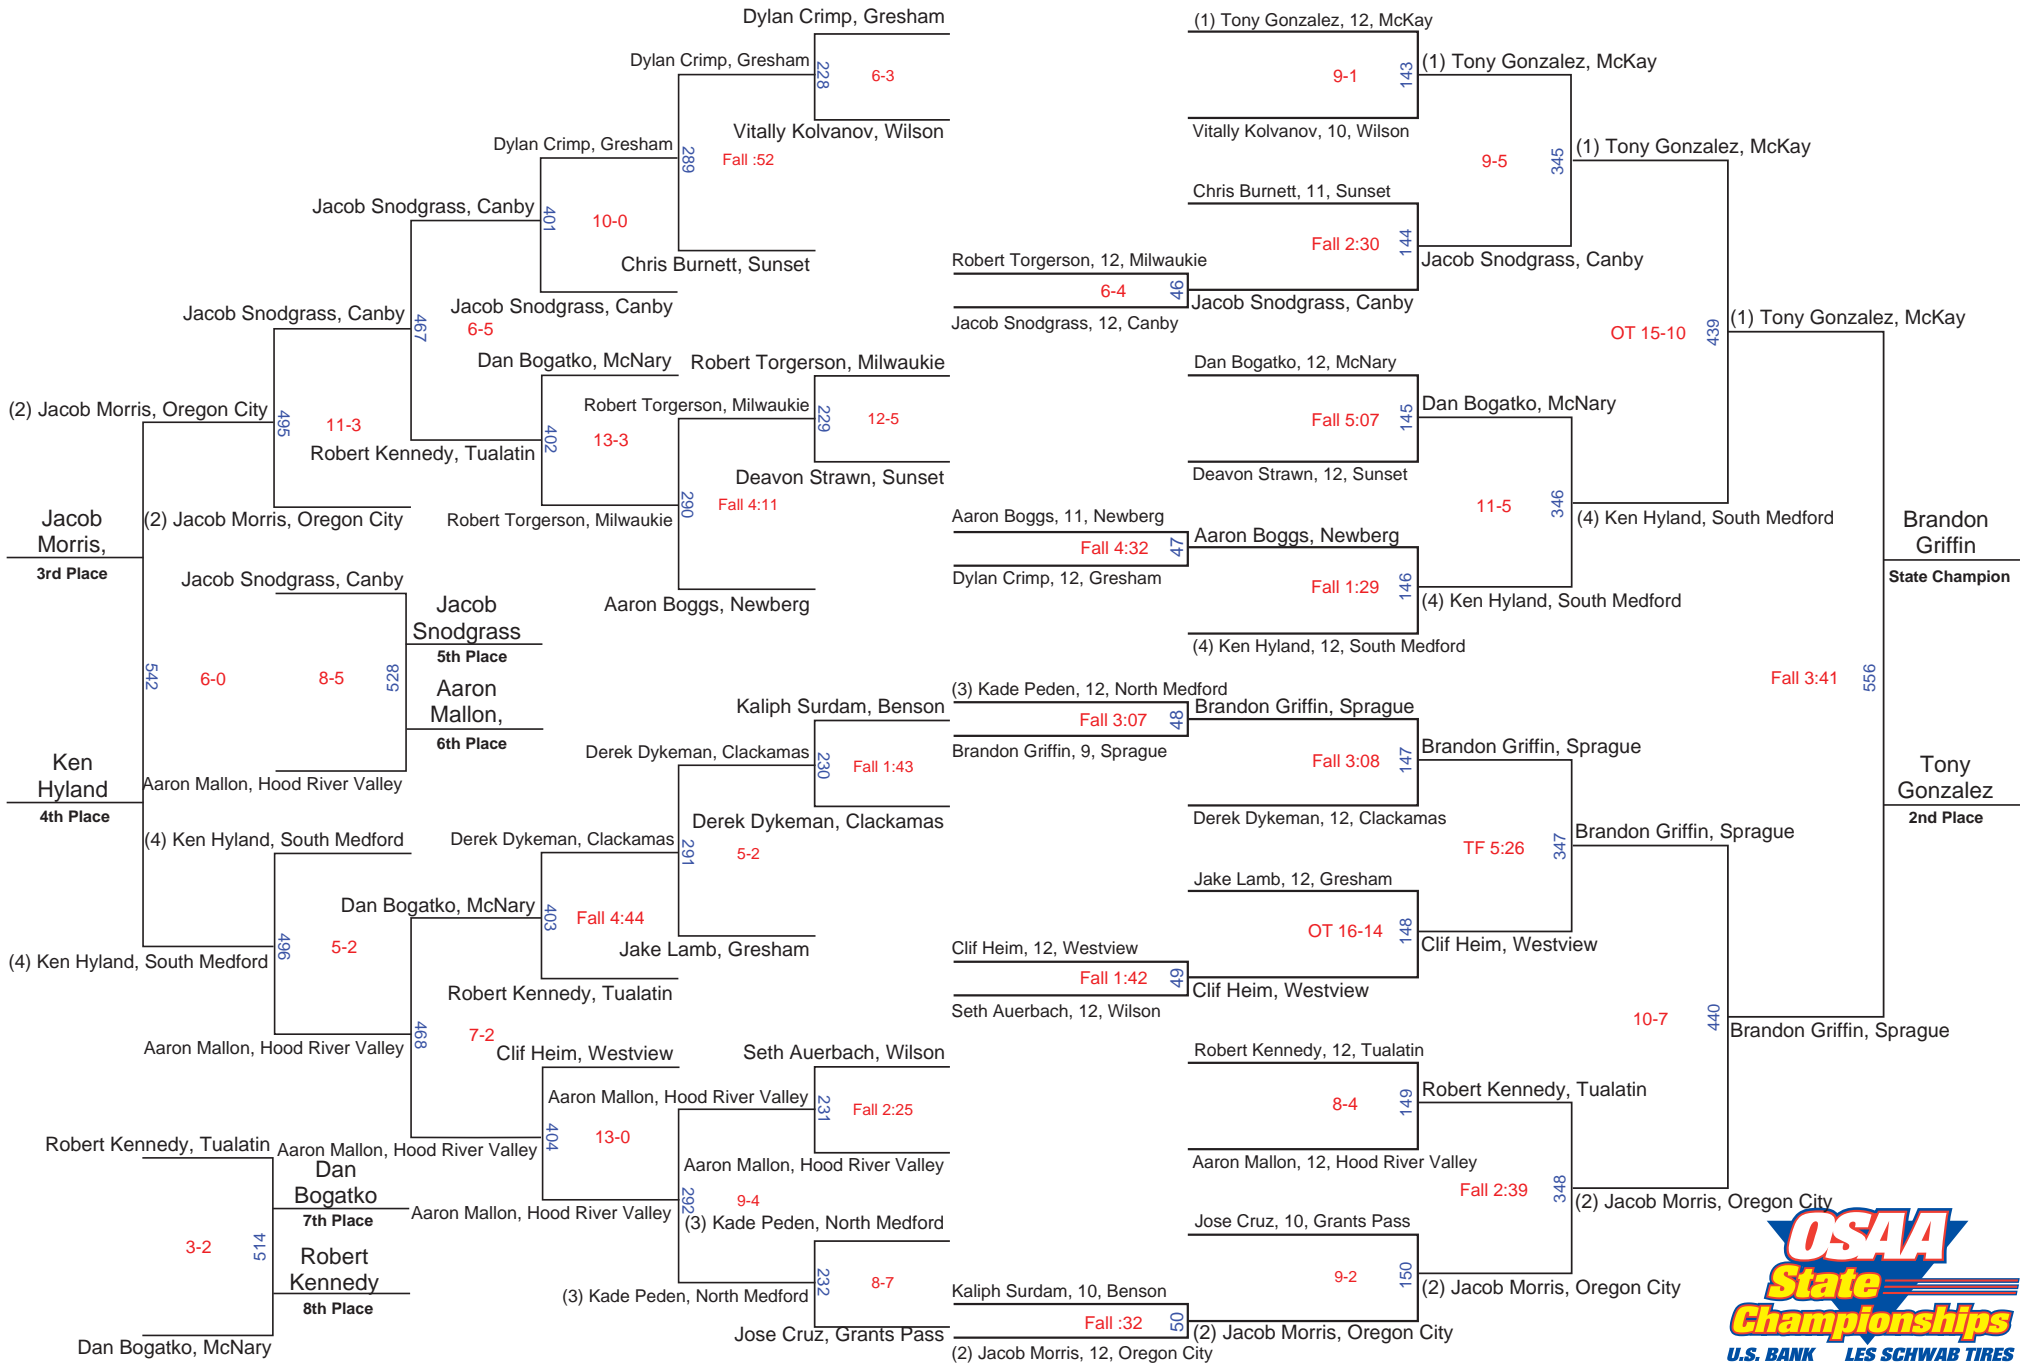 Dylan Crimp, Gresham
(1) Tony Gonzalez, 12, McKay
Dylan Crimp, Gresham
228
6-3
9-1
143
(1) Tony Gonzalez, McKay
Vitally Kolvanov, Wilson
Vitally Kolvanov, 10, Wilson
Dylan Crimp, Gresham
289
Fall :52
9-5
345
(1) Tony Gonzalez, McKay
Chris Burnett, 11, Sunset
Jacob Snodgrass, Canby
401
10-0
Fall 2:30
144
Jacob Snodgrass, Canby
Chris Burnett, Sunset
Robert Torgerson, 12, Milwaukie
6-4
46
Jacob Snodgrass, Canby
Jacob Snodgrass, Canby
Jacob Snodgrass, 12, Canby
Jacob Snodgrass, Canby
467
6-5
OT 15-10
439
(1) Tony Gonzalez, McKay
Dan Bogatko, McNary
Robert Torgerson, Milwaukie
Dan Bogatko, 12, McNary
(2) Jacob Morris, Oregon City
495
11-3
Robert Torgerson, Milwaukie
229
12-5
Fall 5:07
145
Dan Bogatko, McNary
Robert Kennedy, Tualatin
402
13-3
Deavon Strawn, Sunset
Deavon Strawn, 12, Sunset
Jacob
Morris,
3rd Place
(2) Jacob Morris, Oregon City
Robert Torgerson, Milwaukie
290
Fall 4:11
Aaron Boggs, 11, Newberg
11-5
346
(4) Ken Hyland, South Medford
Brandon
Griffin
State Champion
Fall 4:32
47
Aaron Boggs, Newberg
Dylan Crimp, 12, Gresham
Jacob Snodgrass, Canby
Aaron Boggs, Newberg
Fall 1:29
146
(4) Ken Hyland, South Medford
Jacob
Snodgrass
5th Place
(4) Ken Hyland, 12, South Medford
542
6-0
8-5
528
Fall 3:41
556
Aaron
Mallon,
6th Place
Kaliph Surdam, Benson
(3) Kade Peden, 12, North Medford
Fall 3:07
48
Brandon Griffin, Sprague
Brandon Griffin, 9, Sprague
Ken
Hyland
4th Place
Aaron Mallon, Hood River Valley
Derek Dykeman, Clackamas
230
Fall 1:43
Fall 3:08
147
Brandon Griffin, Sprague
Tony
Gonzalez
2nd Place
Derek Dykeman, Clackamas
Derek Dykeman, 12, Clackamas
(4) Ken Hyland, South Medford
Derek Dykeman, Clackamas
291
5-2
TF 5:26
347
Brandon Griffin, Sprague
Jake Lamb, 12, Gresham
Dan Bogatko, McNary
403
Fall 4:44
OT 16-14
148
Clif Heim, Westview
Jake Lamb, Gresham
Clif Heim, 12, Westview
(4) Ken Hyland, South Medford
496
5-2
Fall 1:42
49
Clif Heim, Westview
Robert Kennedy, Tualatin
Seth Auerbach, 12, Wilson
10-7
440
Brandon Griffin, Sprague
Aaron Mallon, Hood River Valley
468
7-2
Clif Heim, Westview
Seth Auerbach, Wilson
Robert Kennedy, 12, Tualatin
Aaron Mallon, Hood River Valley
231
Fall 2:25
8-4
149
Robert Kennedy, Tualatin
Robert Kennedy, Tualatin
Aaron Mallon, Hood River Valley
404
13-0
Aaron Mallon, Hood River Valley
Aaron Mallon, 12, Hood River Valley
Dan
Bogatko
7th Place
Aaron Mallon, Hood River Valley
292
9-4
Fall 2:39
348
(2) Jacob Morris, Oregon City
(3) Kade Peden, North Medford
Jose Cruz, 10, Grants Pass
3-2
514
Robert
Kennedy
8th Place
(3) Kade Peden, North Medford
232
8-7
9-2
150
(2) Jacob Morris, Oregon City
Kaliph Surdam, 10, Benson
Fall :32
50
(2) Jacob Morris, Oregon City
Jose Cruz, Grants Pass
(2) Jacob Morris, 12, Oregon City
Dan Bogatko, McNary
OSAA
State
Championships
U.S. BANK LES SCHWAB TIRES